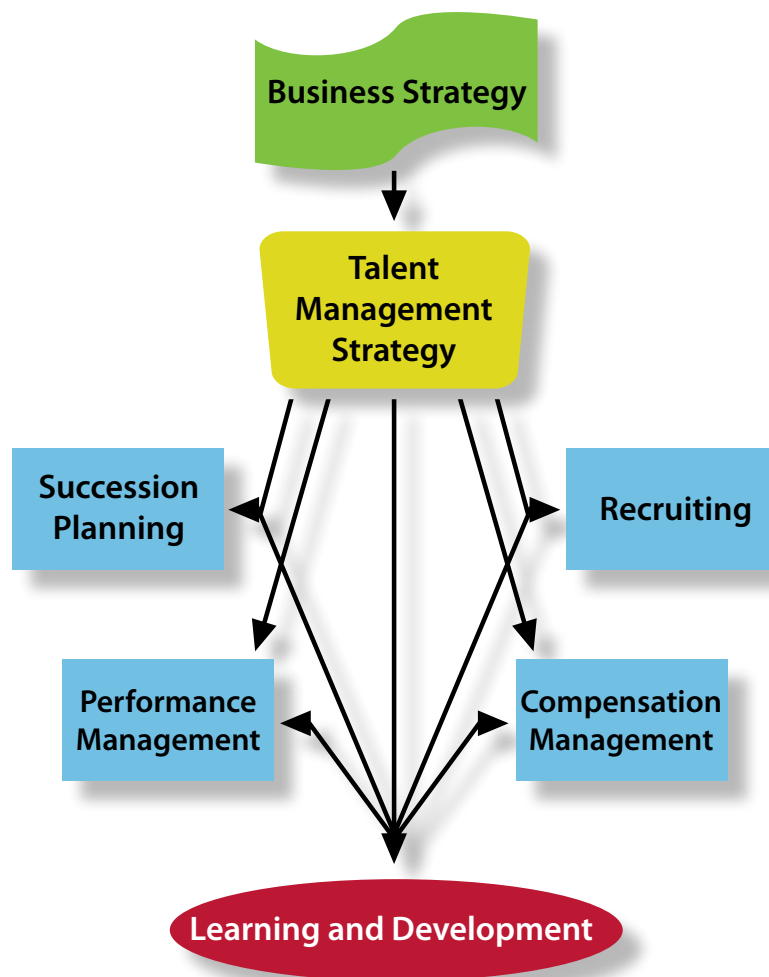 Business Strategy
Talent
Management
Strategy
Succession
Planning
Recruiting
Performance
Management
Compensation
Management
Learning and Development